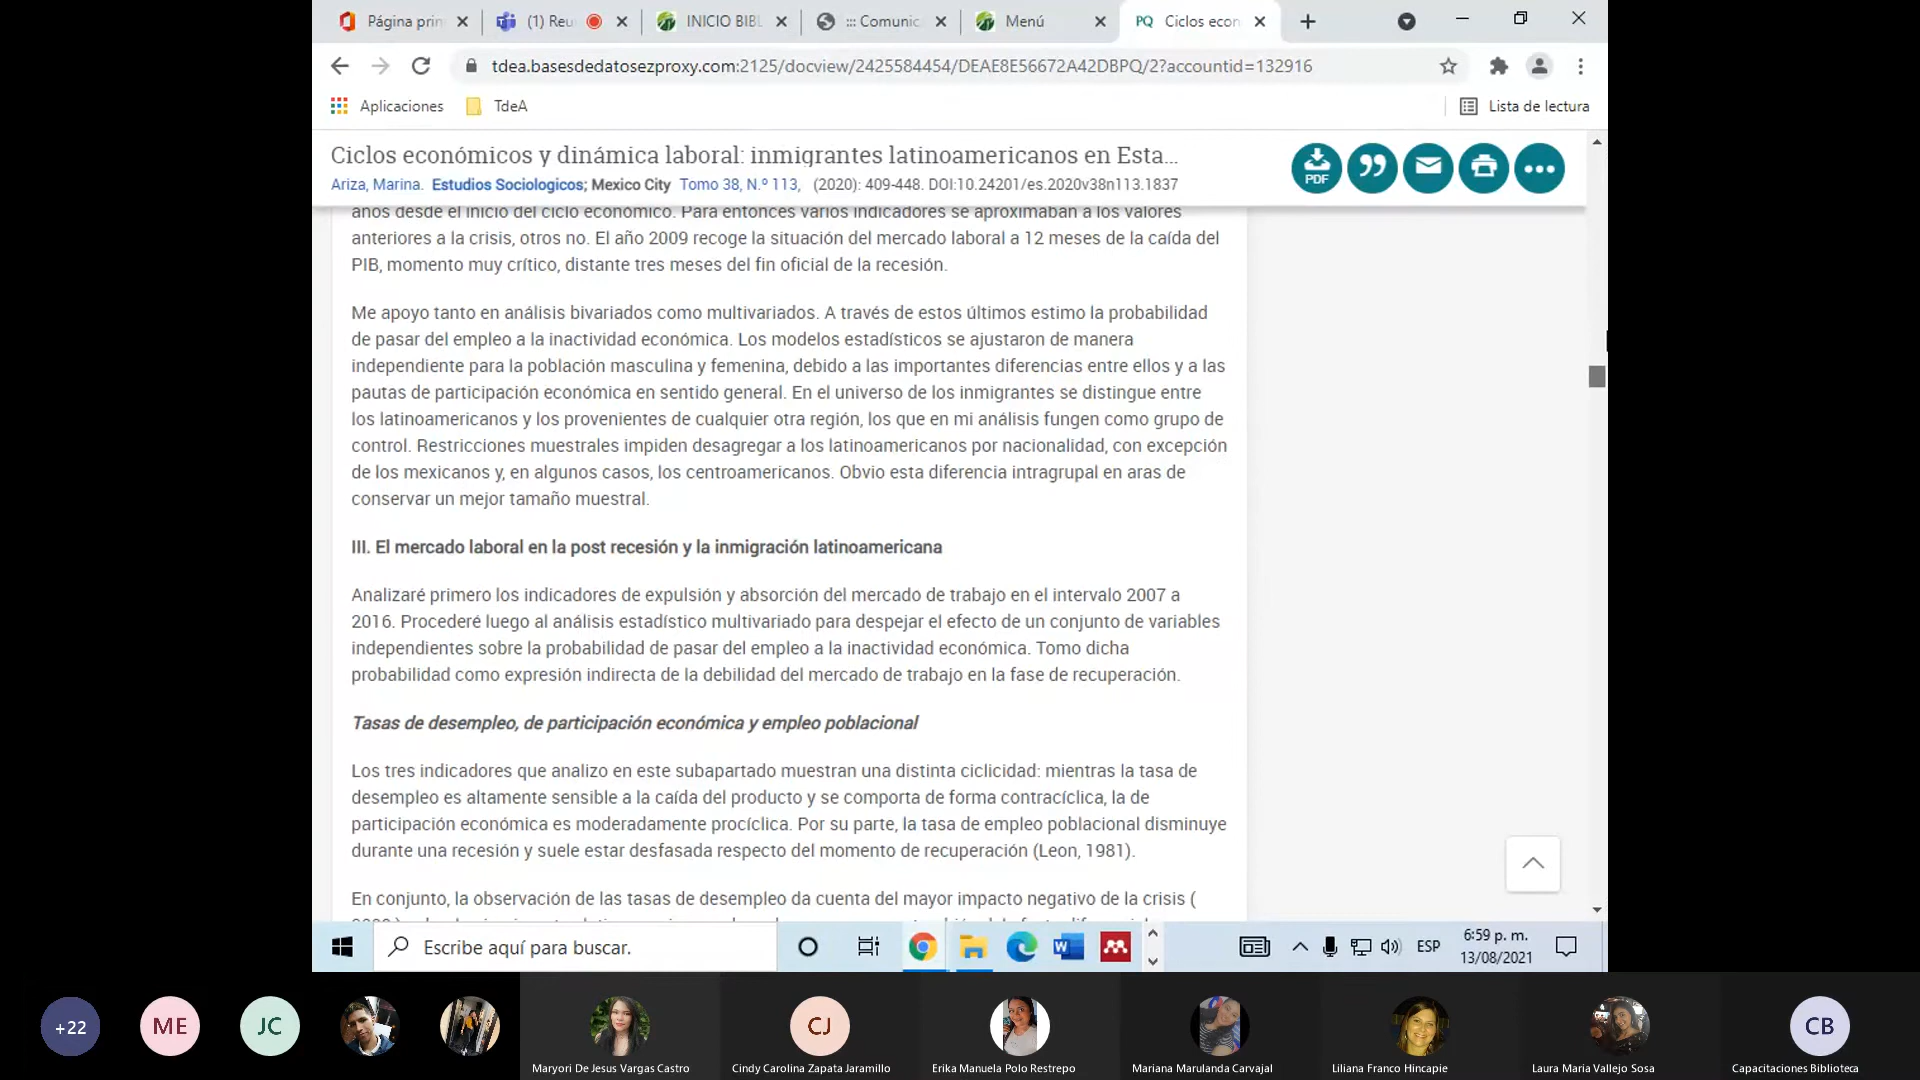 Página prin
(1) Reu
INICIO BIBL
::: Comunic
Menú
PQ Ciclos econ
tdea.basesdedatosezproxy.com:2125/docview/2425584454/DEAE8E56672A42DBPQ/2?accountid=132916
Aplicaciones
TdeA
Lista de lectura
Ciclos económicos y dinámica laboral: inmigrantes latinoamericanos en Esta...
Ariza, Marina. Estudios Sociologicos; Mexico City Tomo 38, N.º 113, (2020): 409-448. DOI:10.24201/es.2020v38n113.1837
PDF
años desde el inicio del ciclo económico. Para entonces varios indicadores se aproximaban a los valores
anteriores a la crisis, otros no. El año 2009 recoge la situación del mercado laboral a 12 meses de la caída del
PIB, momento muy crítico, distante tres meses del fin oficial de la recesión.
Me apoyo tanto en análisis bivariados como multivariados. A través de estos últimos estimo la probabilidad
de pasar del empleo a la inactividad económica. Los modelos estadísticos se ajustaron de manera
independiente para la población masculina y femenina, debido a las importantes diferencias entre ellos y a las
pautas de participación económica en sentido general. En el universo de los inmigrantes se distingue entre
los latinoamericanos y los provenientes de cualquier otra región, los que en mi análisis fungen como grupo de
control. Restricciones muestrales impiden desagregar a los latinoamericanos por nacionalidad, con excepción
de los mexicanos y, en algunos casos, los centroamericanos. Obvio esta diferencia intragrupal en aras de
conservar un mejor tamaño muestral.
III. El mercado laboral en la post recesión y la inmigración latinoamericana
Analizaré primero los indicadores de expulsión y absorción del mercado de trabajo en el intervalo 2007 a
2016. Procederé luego al análisis estadístico multivariado para despejar el efecto de un conjunto de variables
independientes sobre la probabilidad de pasar del empleo a la inactividad económica. Tomo dicha
probabilidad como expresión indirecta de la debilidad del mercado de trabajo en la fase de recuperación.
Tasas de desempleo, de participación económica y empleo poblacional
Los tres indicadores que analizo en este subapartado muestran una distinta ciclicidad: mientras la tasa de
desempleo es altamente sensible a la caída del producto y se comporta de forma contracíclica, la de
participación económica es moderadamente procíclica. Por su parte, la tasa de empleo poblacional disminuye
durante una recesión y suele estar desfasada respecto del momento de recuperación (Leon, 1981).
En conjunto, la observación de las tasas de desempleo da cuenta del mayor impacto negativo de la crisis (
Escribe aquí para buscar.
ESP
6:59 p. m.
13/08/2021
+22
ME
JC
CJ
CB
Maryori De Jesus Vargas Castro
Cindy Carolina Zapata Jaramillo
Erika Manuela Polo Restrepo
Mariana Marulanda Carvajal
Liliana Franco Hincapie
Laura Maria Vallejo Sosa
Capacitaciones Biblioteca